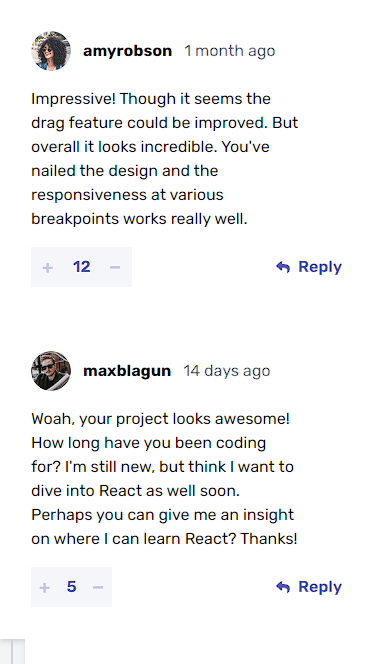 amyrobson 1 month ago
Impressive! Though it seems the
drag feature could be improved. But
overall it looks incredible. You've
nailed the design and the
responsiveness at various
breakpoints works really well.
+ 12 − Reply
maxblagun 14 days ago
Woah, your project looks awesome!
How long have you been coding
for? I'm still new, but think I want to
dive into React as well soon.
Perhaps you can give me an insight
on where I can learn React? Thanks!
+ 5 − Reply